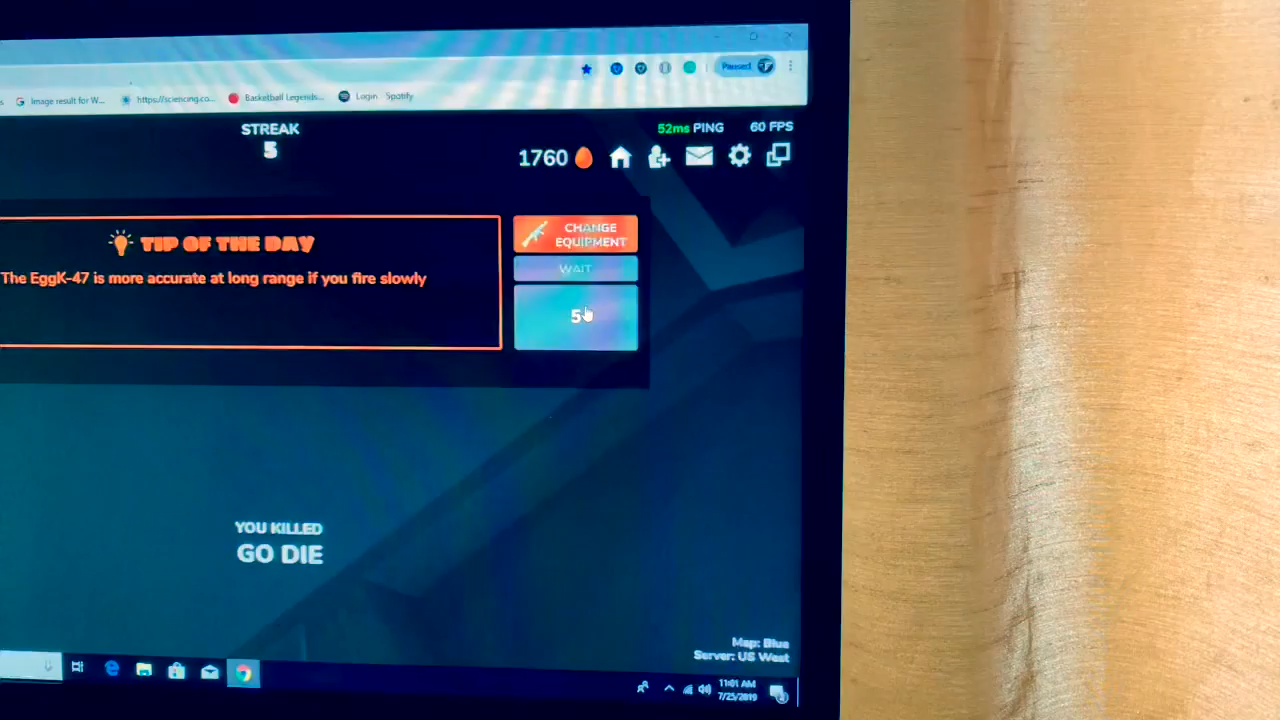 Paused
s
Image result for W...
https://sciencing.co...
Basketball Legends...
Login · Spotify
STREAK
5
52ms PING
60 FPS
1760
TIP OF THE DAY
The EggK-47 is more accurate at long range if you fire slowly
CHANGE
EQUIPMENT
WAIT
5
YOU KILLED
GO DIE
Map: Blue
Server: US West
11:01 AM
7/25/2019